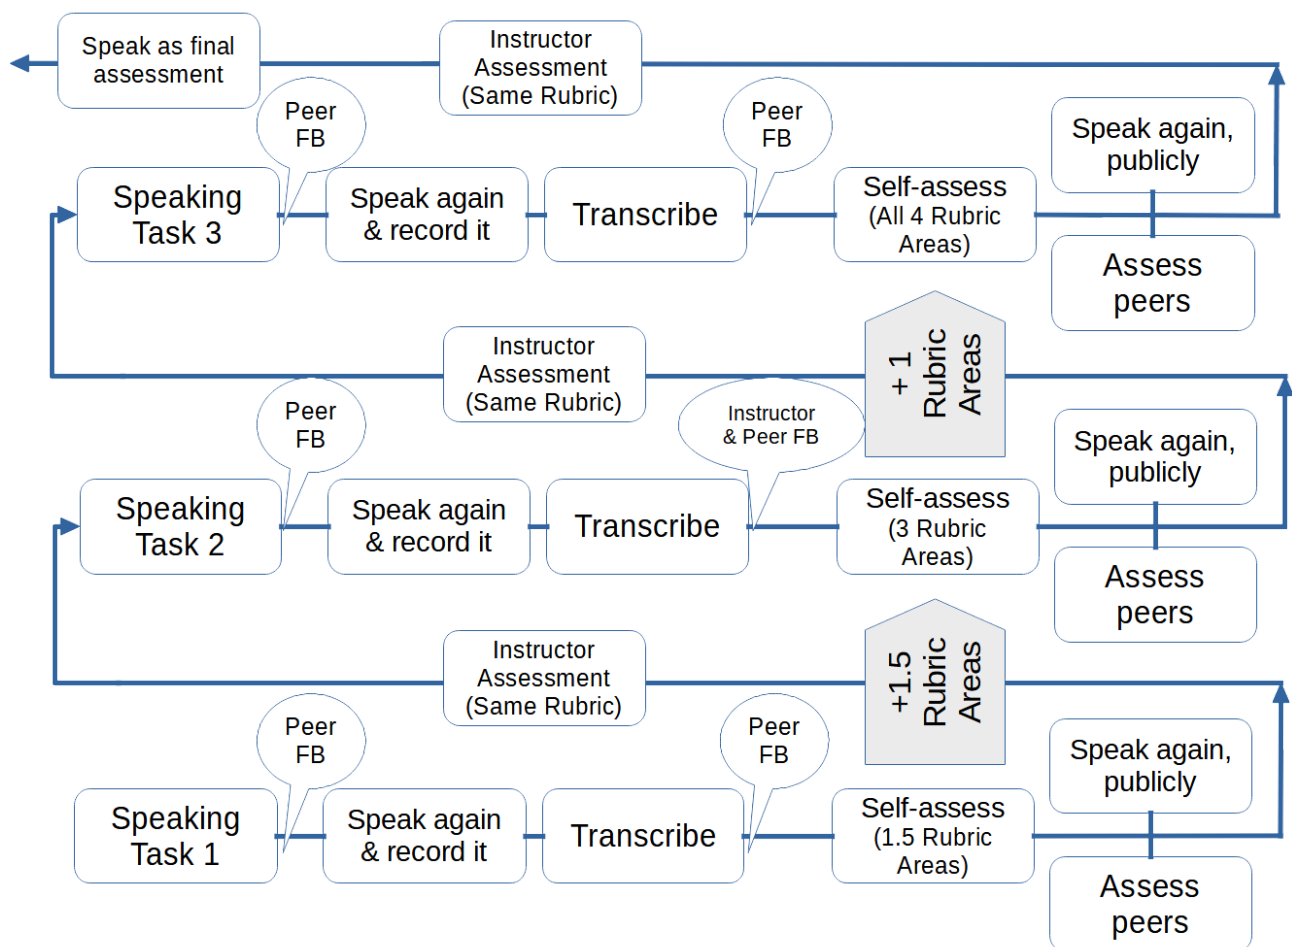 Speak as final
assessment
Instructor
Assessment
(Same Rubric)
Peer
FB
Peer
FB
Speak again,
publicly
Speaking
Task 3
Speak again
& record it
Transcribe
Self-assess
(All 4 Rubric
Areas)
Assess
peers
Instructor
Assessment
(Same Rubric)
+ 1
Rubric
Areas
Peer
FB
Instructor
& Peer FB
Speak again,
publicly
Speaking
Task 2
Speak again
& record it
Transcribe
Self-assess
(3 Rubric
Areas)
Assess
peers
Instructor
Assessment
(Same Rubric)
+1.5
Rubric
Areas
Peer
FB
Peer
FB
Speak again,
publicly
Speaking
Task 1
Speak again
& record it
Transcribe
Self-assess
(1.5 Rubric
Areas)
Assess
peers